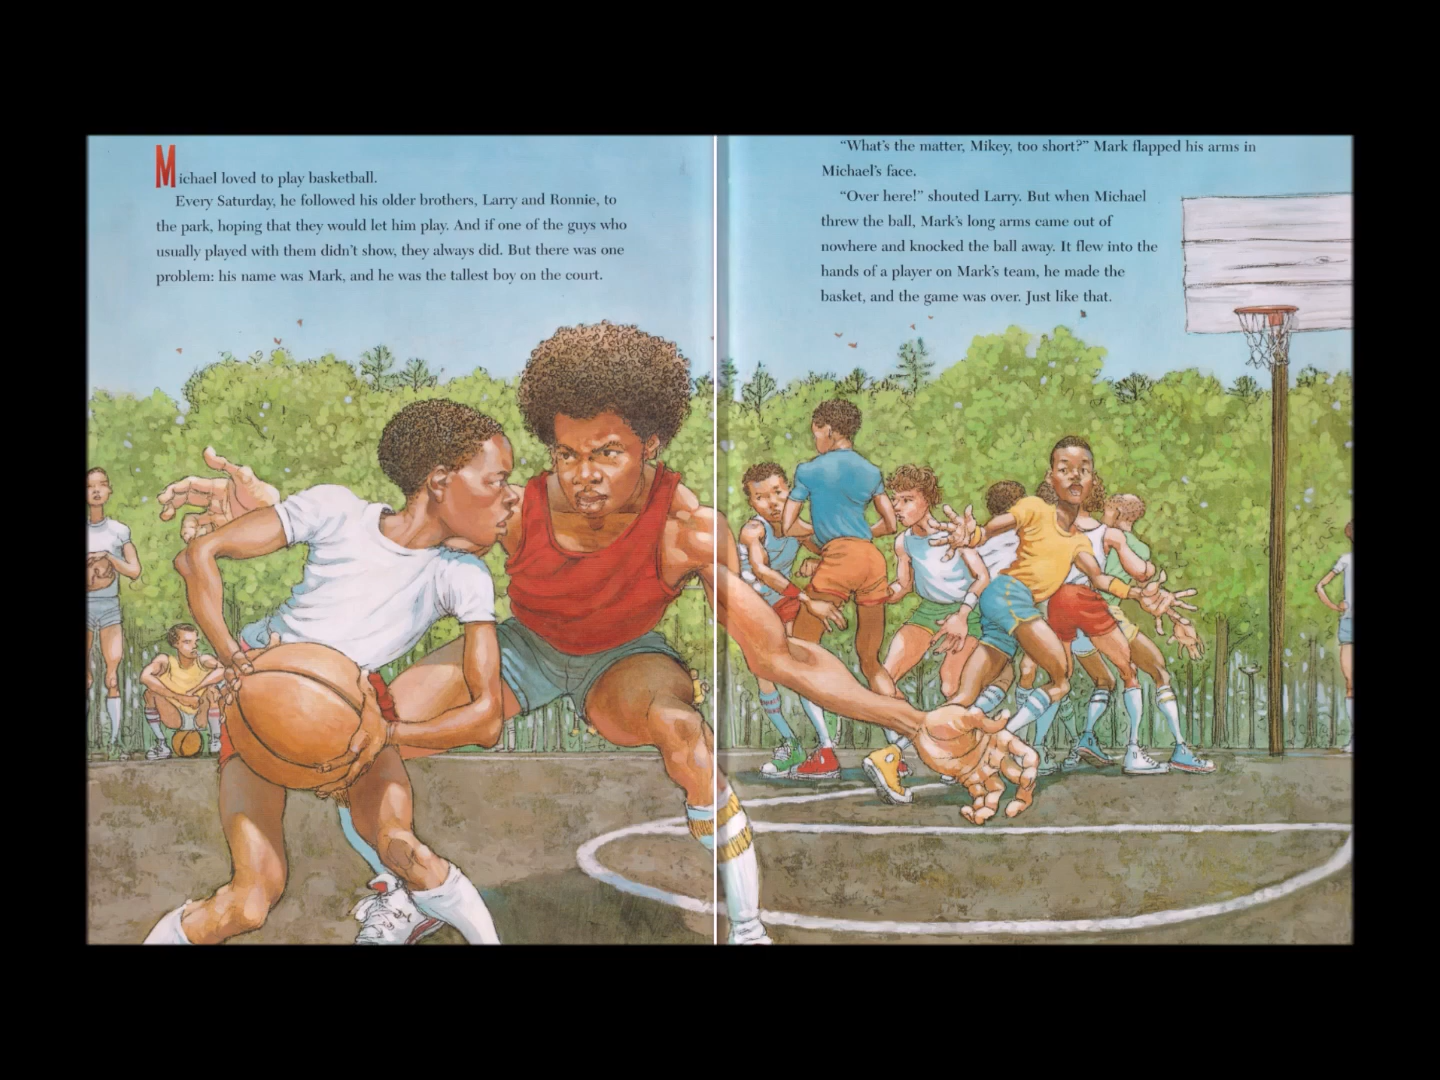 Michael loved to play basketball.
Every Saturday, he followed his older brothers, Larry and Ronnie, to
the park, hoping that they would let him play. And if one of the guys who
usually played with them didn’t show, they always did. But there was one
problem: his name was Mark, and he was the tallest boy on the court.
“What’s the matter, Mikey, too short?” Mark flapped his arms in
Michael’s face.
“Over here!” shouted Larry. But when Michael
threw the ball, Mark’s long arms came out of
nowhere and knocked the ball away. It flew into the
hands of a player on Mark’s team, he made the
basket, and the game was over. Just like that.